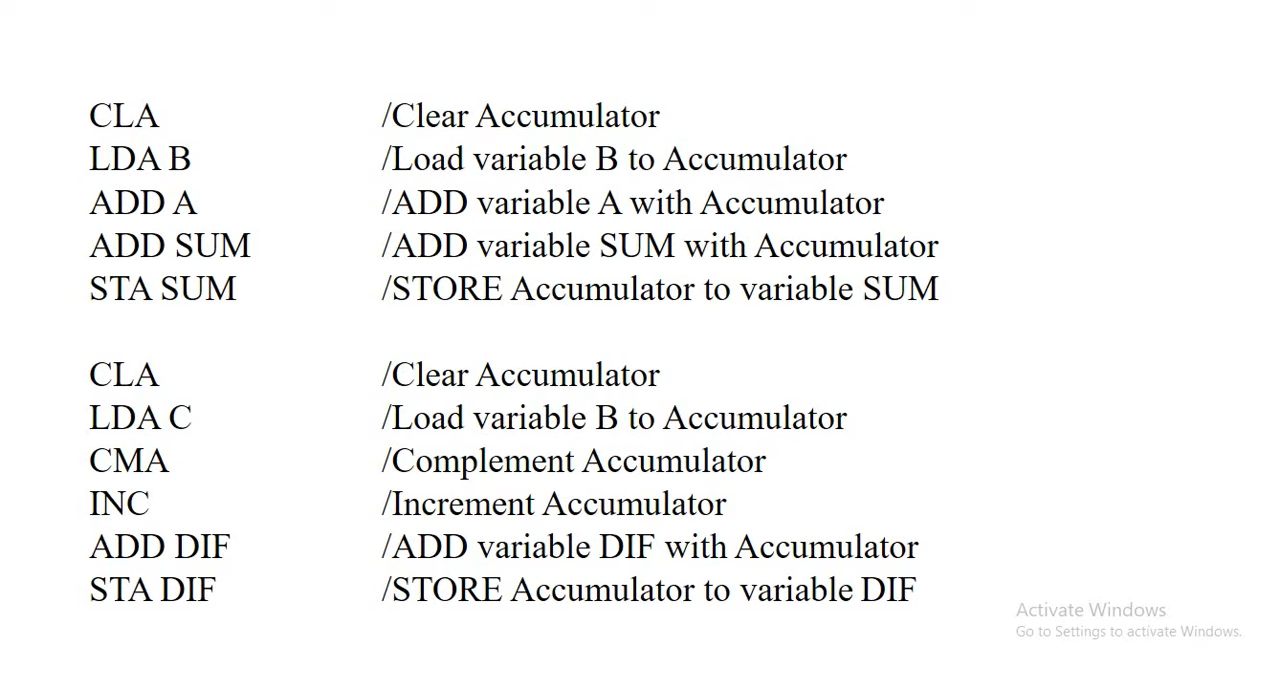 CLA /Clear Accumulator
LDA B /Load variable B to Accumulator
ADD A /ADD variable A with Accumulator
ADD SUM /ADD variable SUM with Accumulator
STA SUM /STORE Accumulator to variable SUM
CLA /Clear Accumulator
LDA C /Load variable B to Accumulator
CMA /Complement Accumulator
INC /Increment Accumulator
ADD DIF /ADD variable DIF with Accumulator
STA DIF /STORE Accumulator to variable DIF
Activate Windows
Go to Settings to activate Windows.